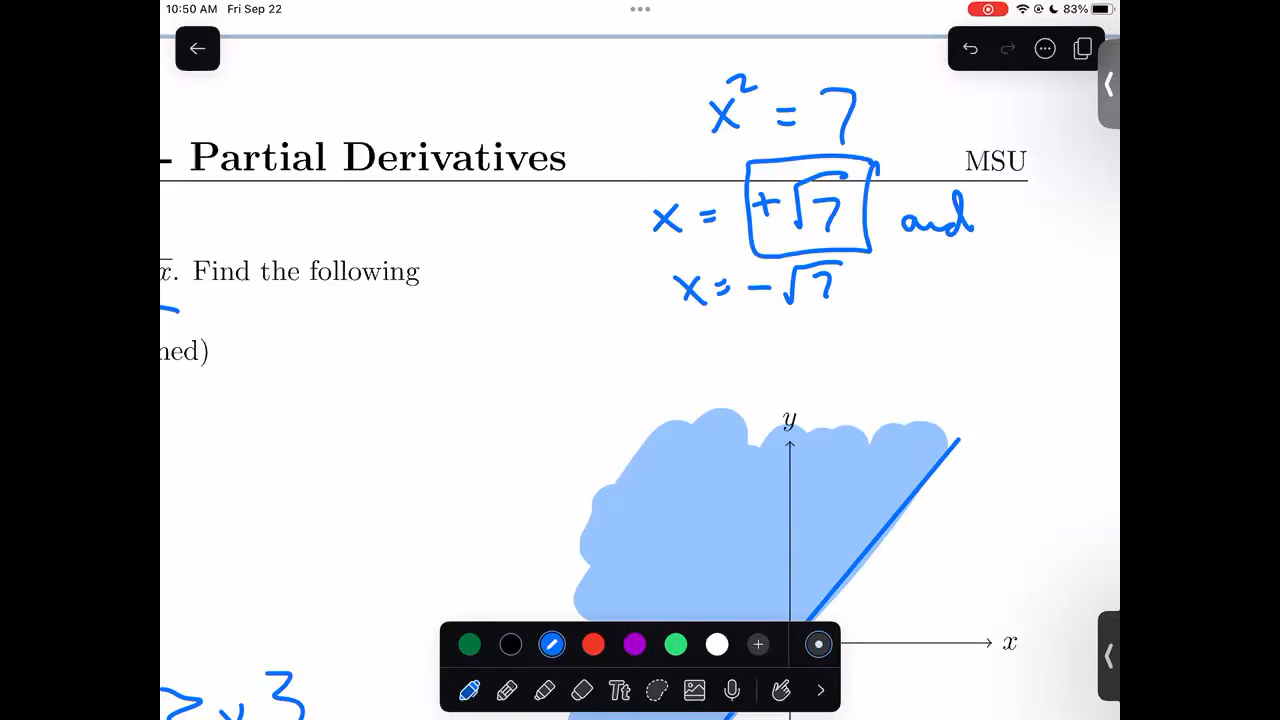 10:50 AM Fri Sep 22
83%
x² = 7
- Partial Derivatives
MSU
x = +√7 and
x. Find the following
x = -√7
ned)
y
x
Tt
3